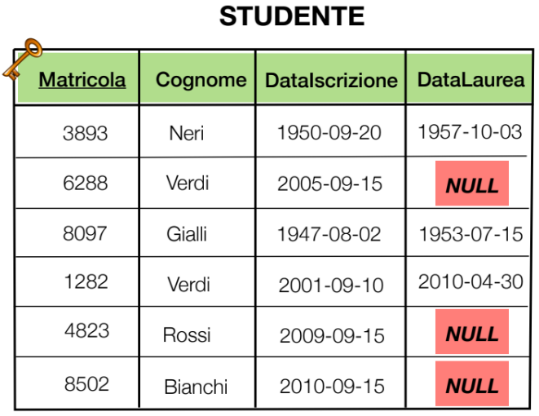 STUDENTE
Matricola Cognome DataIscrizione DataLaurea
3893 Neri 1950-09-20 1957-10-03
6288 Verdi 2005-09-15 NULL
8097 Gialli 1947-08-02 1953-07-15
1282 Verdi 2001-09-10 2010-04-30
4823 Rossi 2009-09-15 NULL
8502 Bianchi 2010-09-15 NULL